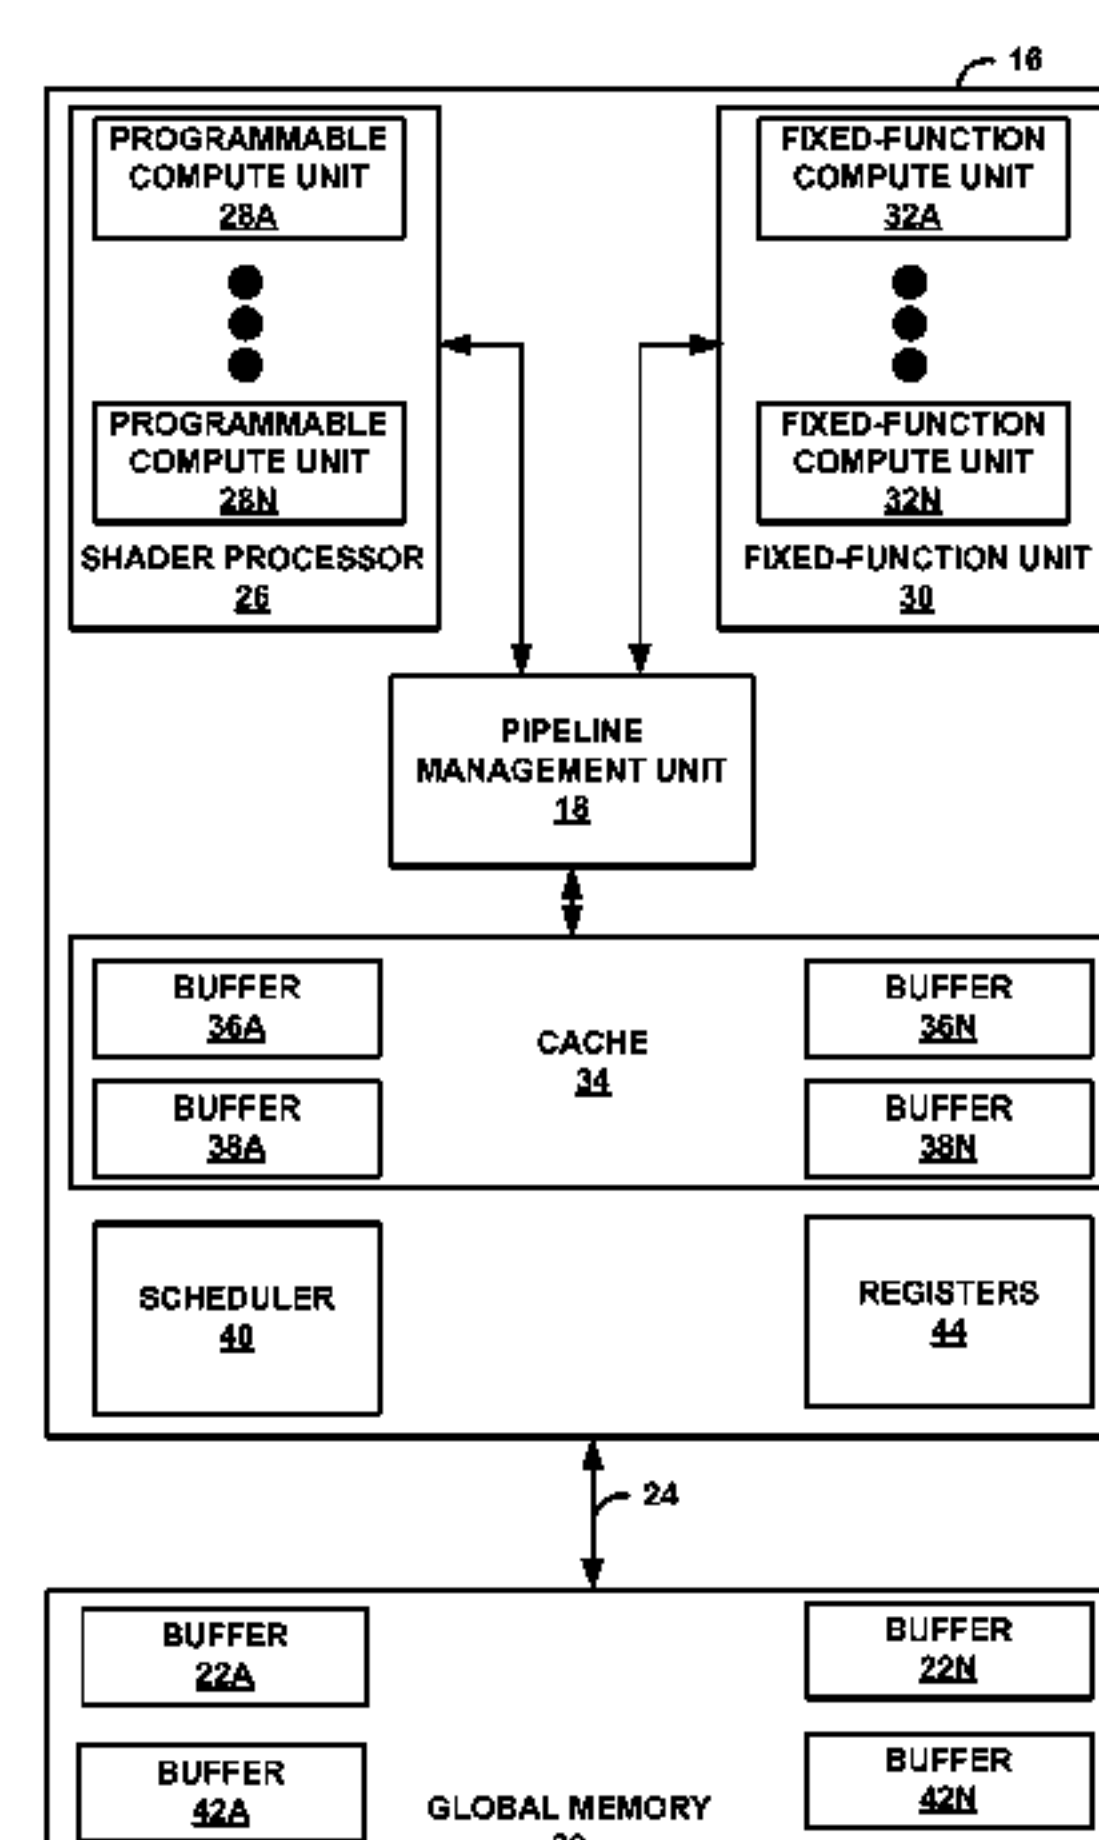 16
PROGRAMMABLE
COMPUTE UNIT
28A
FIXED-FUNCTION
COMPUTE UNIT
32A
PROGRAMMABLE
COMPUTE UNIT
28N
FIXED-FUNCTION
COMPUTE UNIT
32N
SHADER PROCESSOR
26
FIXED-FUNCTION UNIT
30
PIPELINE
MANAGEMENT UNIT
18
BUFFER
36A
BUFFER
36N
CACHE
34
BUFFER
38A
BUFFER
38N
SCHEDULER
40
REGISTERS
44
24
BUFFER
22A
BUFFER
22N
BUFFER
42A
BUFFER
42N
GLOBAL MEMORY